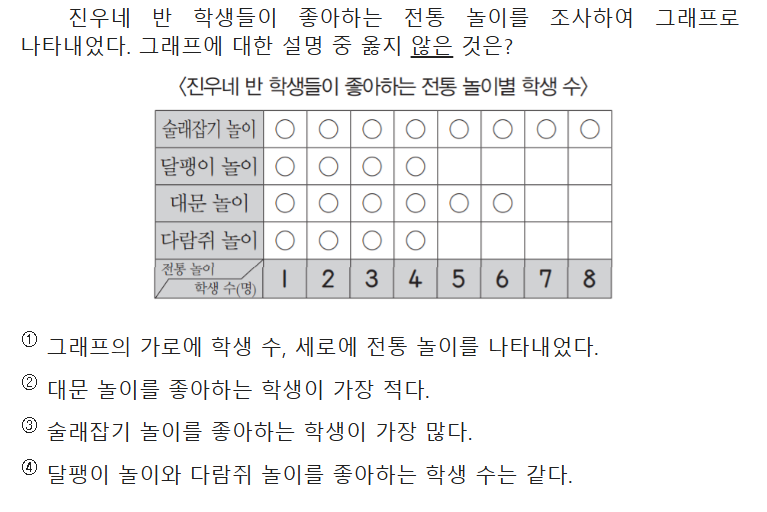 진우네 반 학생들이 좋아하는 전통 놀이를 조사하여 그래프로
나타내었다. 그래프에 대한 설명 중 옳지 않은 것은?
<진우네 반 학생들이 좋아하는 전통 놀이별 학생 수>
술래잡기 놀이 ○ ○ ○ ○ ○ ○ ○ ○
달팽이 놀이 ○ ○ ○ ○
대문 놀이 ○ ○ ○ ○ ○ ○
다람쥐 놀이 ○ ○ ○ ○
전통 놀이
학생 수(명) 1 2 3 4 5 6 7 8
① 그래프의 가로에 학생 수, 세로에 전통 놀이를 나타내었다.
② 대문 놀이를 좋아하는 학생이 가장 적다.
③ 술래잡기 놀이를 좋아하는 학생이 가장 많다.
④ 달팽이 놀이와 다람쥐 놀이를 좋아하는 학생 수는 같다.